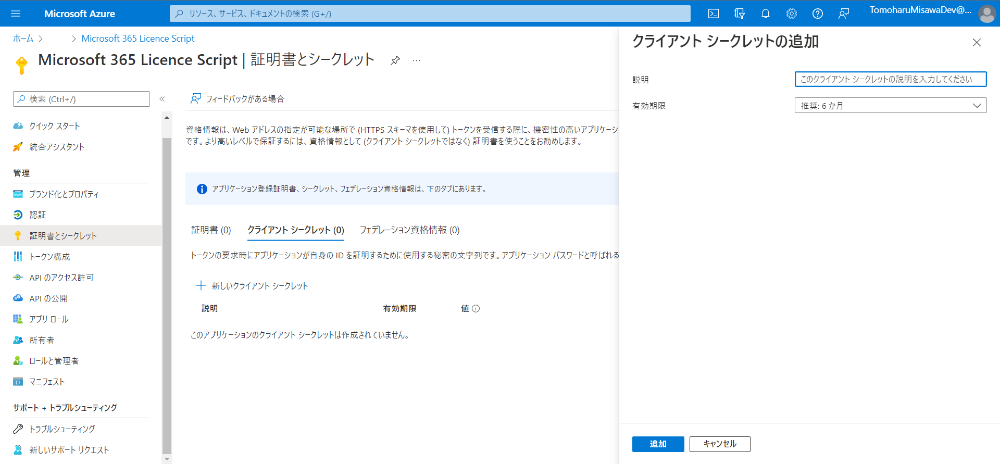 Microsoft Azure
リソース、サービス、ドキュメントの検索 (G+/)
TomoharuMisawaDev@...
ホーム
Microsoft 365 Licence Script
Microsoft 365 Licence Script | 証明書とシークレット
検索 (Ctrl+/)
クイック スタート
統合アシスタント
管理
ブランド化とプロパティ
認証
証明書とシークレット
トークン構成
API のアクセス許可
API の公開
アプリ ロール
所有者
ロールと管理者
マニフェスト
サポート + トラブルシューティング
トラブルシューティング
新しいサポート リクエスト
フィードバックがある場合
資格情報は、Web アドレスの指定が可能な場所で (HTTPS スキーマを使用して) トークンを受信する際に、機密性の高いアプリケーシ
です。より高いレベルで保証するには、資格情報として (クライアント シークレットではなく) 証明書を使うことをお勧めします。
アプリケーション登録証明書、シークレット、フェデレーション資格情報は、下のタブにあります。
証明書 (0)
クライアント シークレット (0)
フェデレーション資格情報 (0)
トークンの要求時にアプリケーションが自身の ID を証明するために使用する秘密の文字列です。アプリケーション パスワードと呼ばれる
新しいクライアント シークレット
説明
有効期限
値
このアプリケーションのクライアント シークレットは作成されていません。
クライアント シークレットの追加
説明
このクライアント シークレットの説明を入力してください
有効期限
推奨: 6 か月
追加
キャンセル